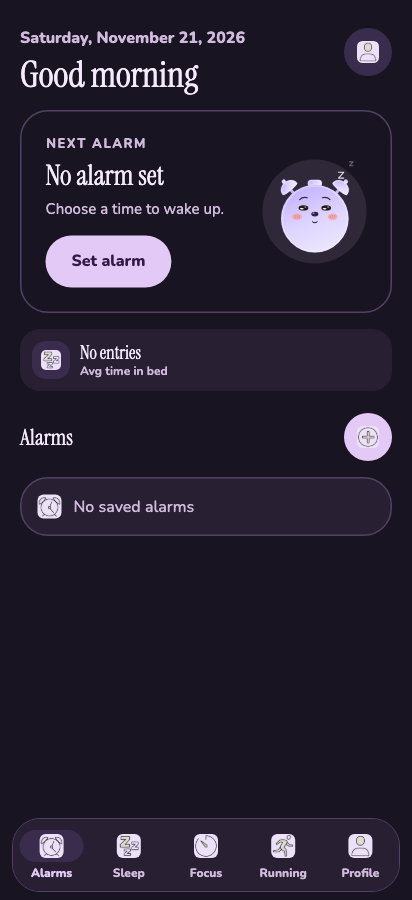 Saturday, November 21, 2026
Good morning
NEXT ALARM
No alarm set
Choose a time to wake up.
Set alarm
z
z
No entries
Avg time in bed
Alarms
No saved alarms
Alarms
Sleep
Focus
Running
Profile